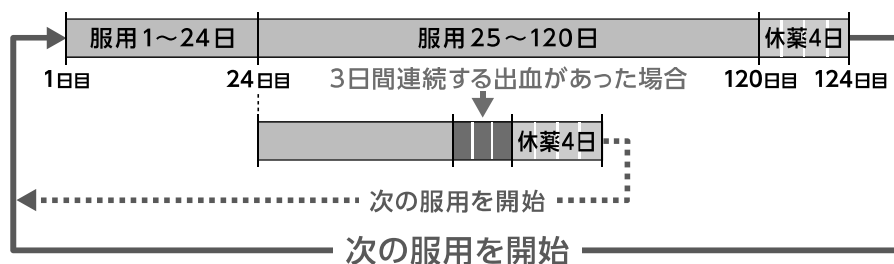 服用1〜24日 服用25〜120日 休薬4日
1日目 24日目 3日間連続する出血があった場合 120日目 124日目
休薬4日
次の服用を開始
次の服用を開始